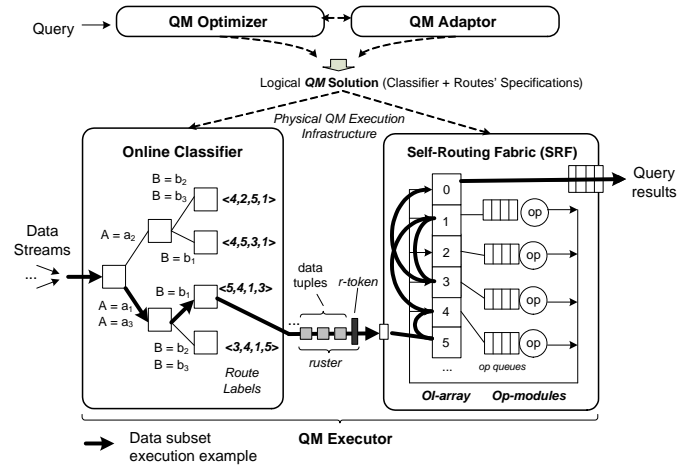 QM Optimizer
QM Adaptor
Query
Logical QM Solution (Classifier + Routes' Specifications)
Physical QM Execution
Infrastructure
Online Classifier
B = b2
B = b3
<4,2,5,1>
A = a2
<4,5,3,1>
B = b1
Data
Streams
...
A = a1
A = a3
B = b1
<5,4,1,3>
B = b2
B = b3
<3,4,1,5>
Route
Labels
data
tuples
r-token
...
ruster
Self-Routing Fabric (SRF)
0
1
2
3
4
5
...
op
op
op
op
op queues
OI-array
Op-modules
Query
results
QM Executor
Data subset
execution example